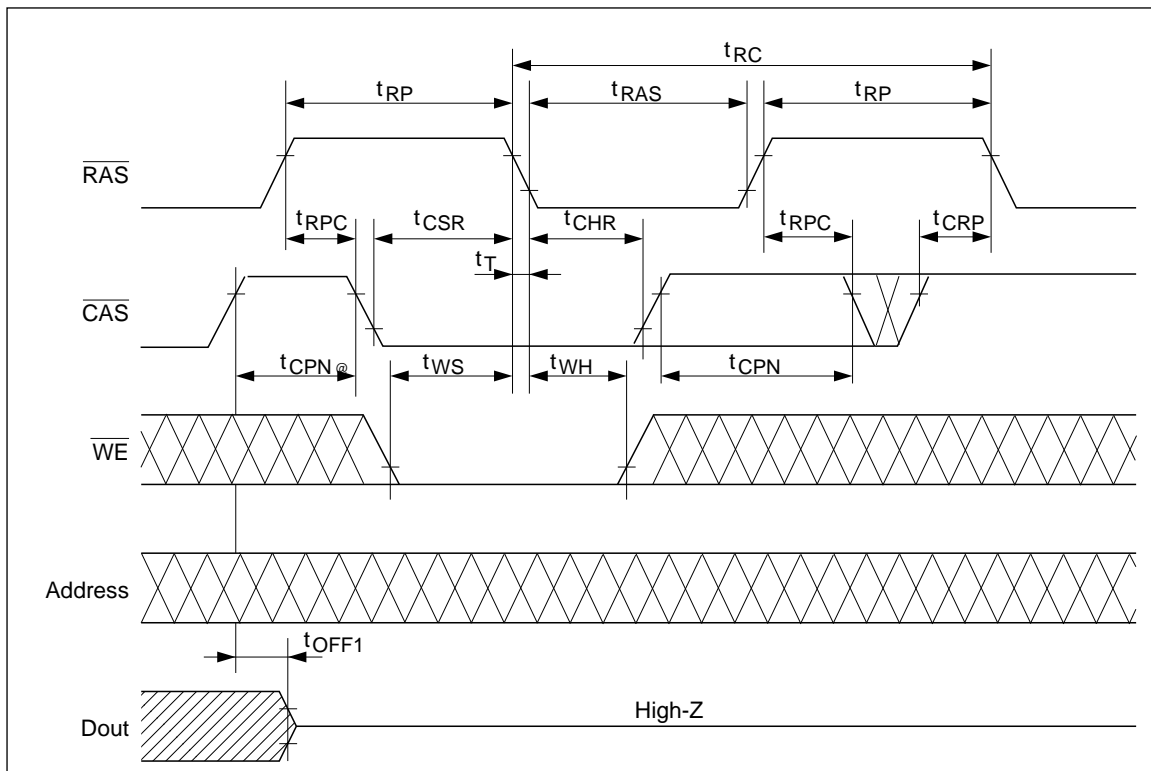 tRC
tRP
tRAS
tRP
RAS
tRPC
tCSR
tCHR
tRPC
tCRP
tT
CAS
tCPN @
tWS
tWH
tCPN
WE
Address
tOFF1
High-Z
Dout